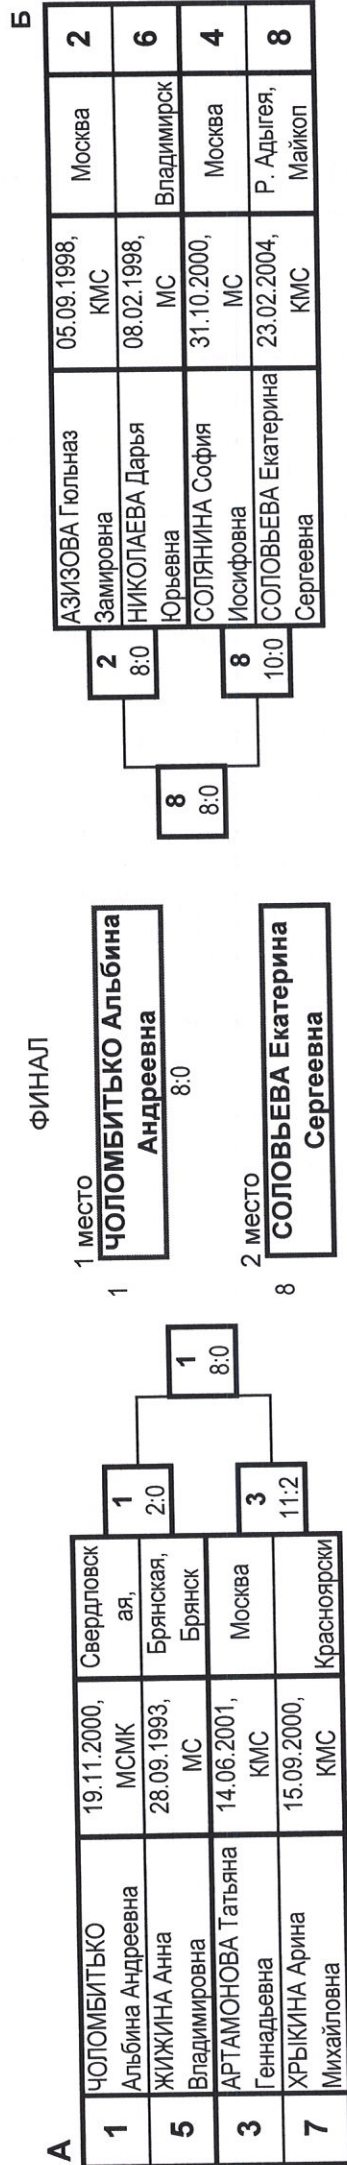 А
1
ЧОЛОМБИТЬКО
Альбина Андреевна
19.11.2000,
МСМК
Свердловск
ая,
5
ЖИЖИНА Анна
Владимировна
28.09.1993,
МС
Брянская,
Брянск
3
АРТАМОНОВА Татьяна
Геннадьевна
14.06.2001,
КМС
Москва
7
ХРЫКИНА Арина
Михайловна
15.09.2000,
КМС
Красноярски
1
2:0
3
11:2
1
8:0
ФИНАЛ
1 место
1
ЧОЛОМБИТЬКО Альбина
Андреевна
8:0
2 место
8
СОЛОВЬЕВА Екатерина
Сергеевна
8
8:0
2
8:0
8
10:0
Б
АЗИЗОВА Гюльназ
Замировна
05.09.1998,
КМС
Москва
2
НИКОЛАЕВА Дарья
Юрьевна
08.02.1998,
МС
Владимирск
6
СОЛЯНИНА София
Иосифовна
31.10.2000,
МС
Москва
4
СОЛОВЬЕВА Екатерина
Сергеевна
23.02.2004,
КМС
Р. Адыгея,
Майкоп
8